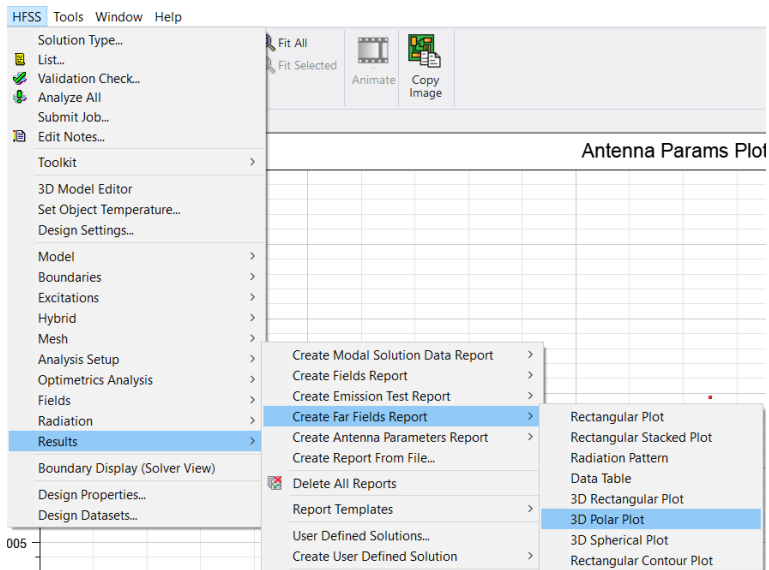 HFSS Tools Window Help
Solution Type...
List...
Validation Check...
Analyze All
Submit Job...
Edit Notes...
Toolkit
3D Model Editor
Set Object Temperature...
Design Settings...
Model
Boundaries
Excitations
Hybrid
Mesh
Analysis Setup
Optimetrics Analysis
Fields
Radiation
Results
Boundary Display (Solver View)
Design Properties...
Design Datasets...
Fit All
Fit Selected
Animate
Copy
Image
Antenna Params Plot
Create Modal Solution Data Report
Create Fields Report
Create Emission Test Report
Create Far Fields Report
Create Antenna Parameters Report
Create Report From File...
Delete All Reports
Report Templates
User Defined Solutions...
Create User Defined Solution
Rectangular Plot
Rectangular Stacked Plot
Radiation Pattern
Data Table
3D Rectangular Plot
3D Polar Plot
3D Spherical Plot
Rectangular Contour Plot
005